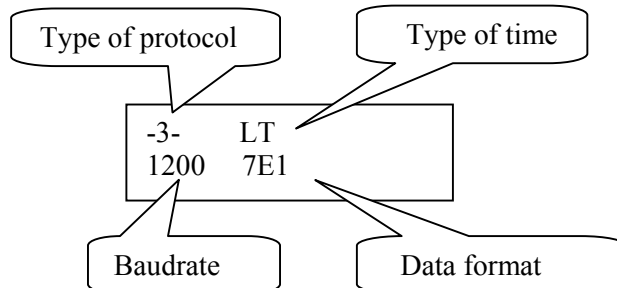 Type of protocol
Type of time
-3- LT
1200 7E1
Baudrate
Data format